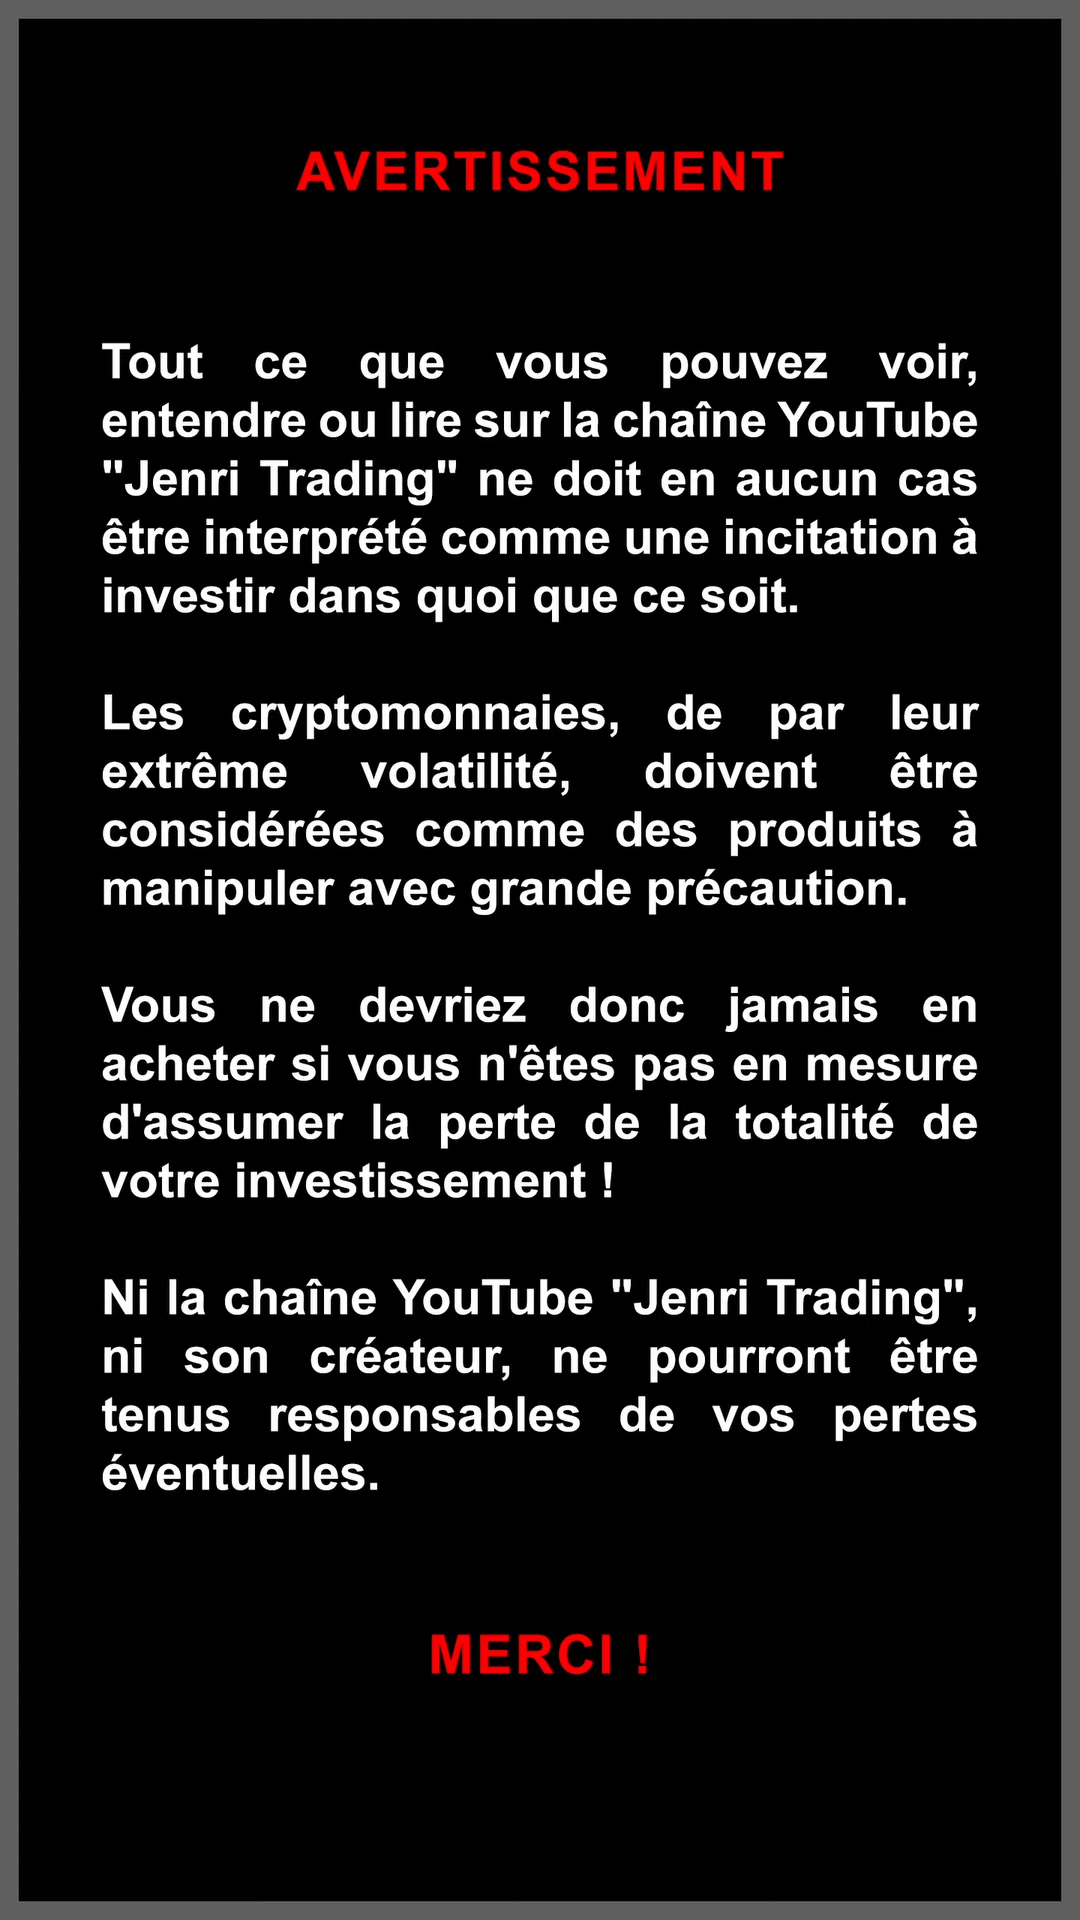 AVERTISSEMENT
Tout ce que vous pouvez voir,
entendre ou lire sur la chaîne YouTube
"Jenri Trading" ne doit en aucun cas
être interprété comme une incitation à
investir dans quoi que ce soit.
Les cryptomonnaies, de par leur
extrême volatilité, doivent être
considérées comme des produits à
manipuler avec grande précaution.
Vous ne devriez donc jamais en
acheter si vous n'êtes pas en mesure
d'assumer la perte de la totalité de
votre investissement !
Ni la chaîne YouTube "Jenri Trading",
ni son créateur, ne pourront être
tenus responsables de vos pertes
éventuelles.
MERCI !